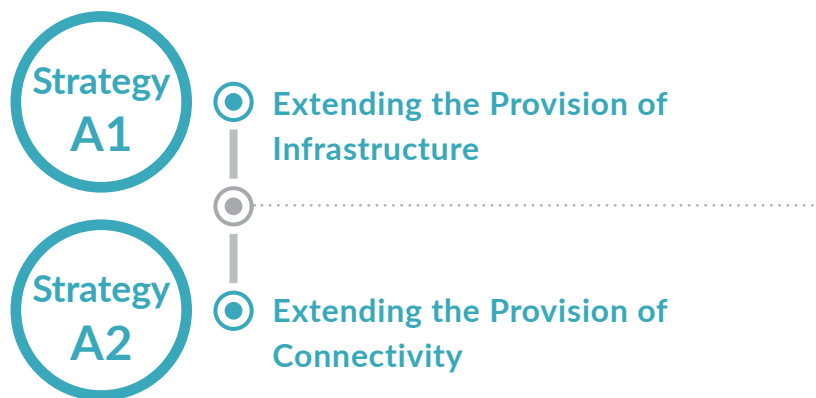 Strategy
A1
Extending the Provision of
Infrastructure
Strategy
A2
Extending the Provision of
Connectivity